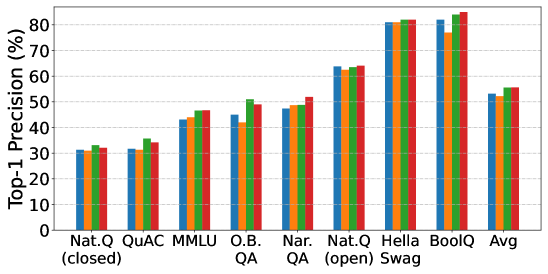 Top-1 Precision (%)
80
70
60
50
40
30
20
10
0
Nat.Q
(closed)
QuAC
MMLU
O.B.
QA
Nar.
QA
Nat.Q
(open)
Hella
Swag
BoolQ
Avg